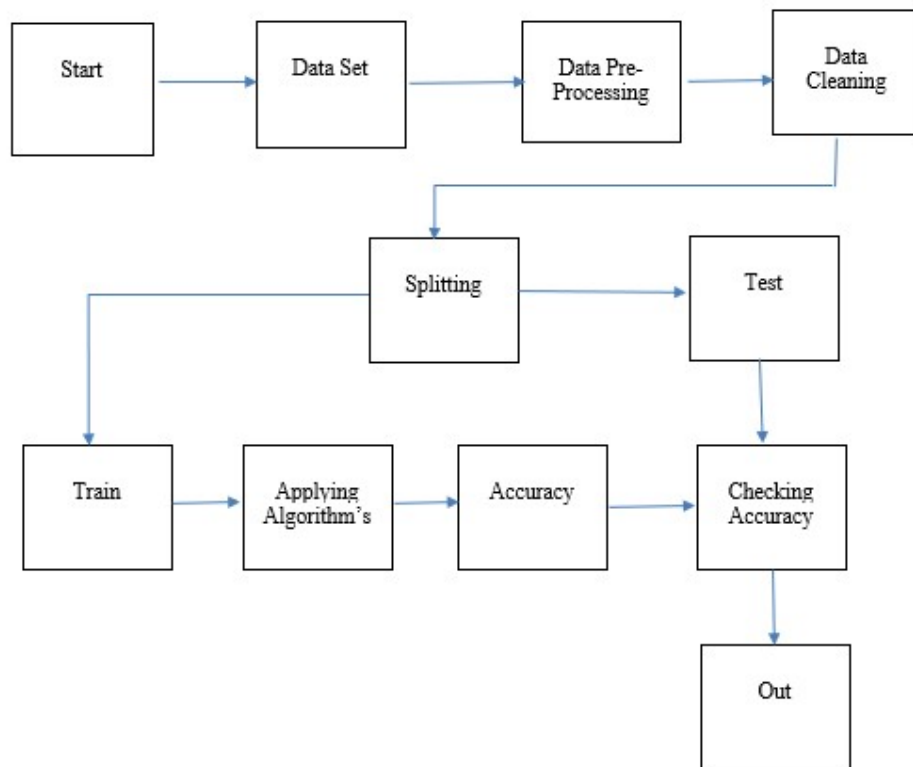 Start
Data Set
Data Pre-
Processing
Data
Cleaning
Splitting
Test
Train
Applying
Algorithm’s
Accuracy
Checking
Accuracy
Out